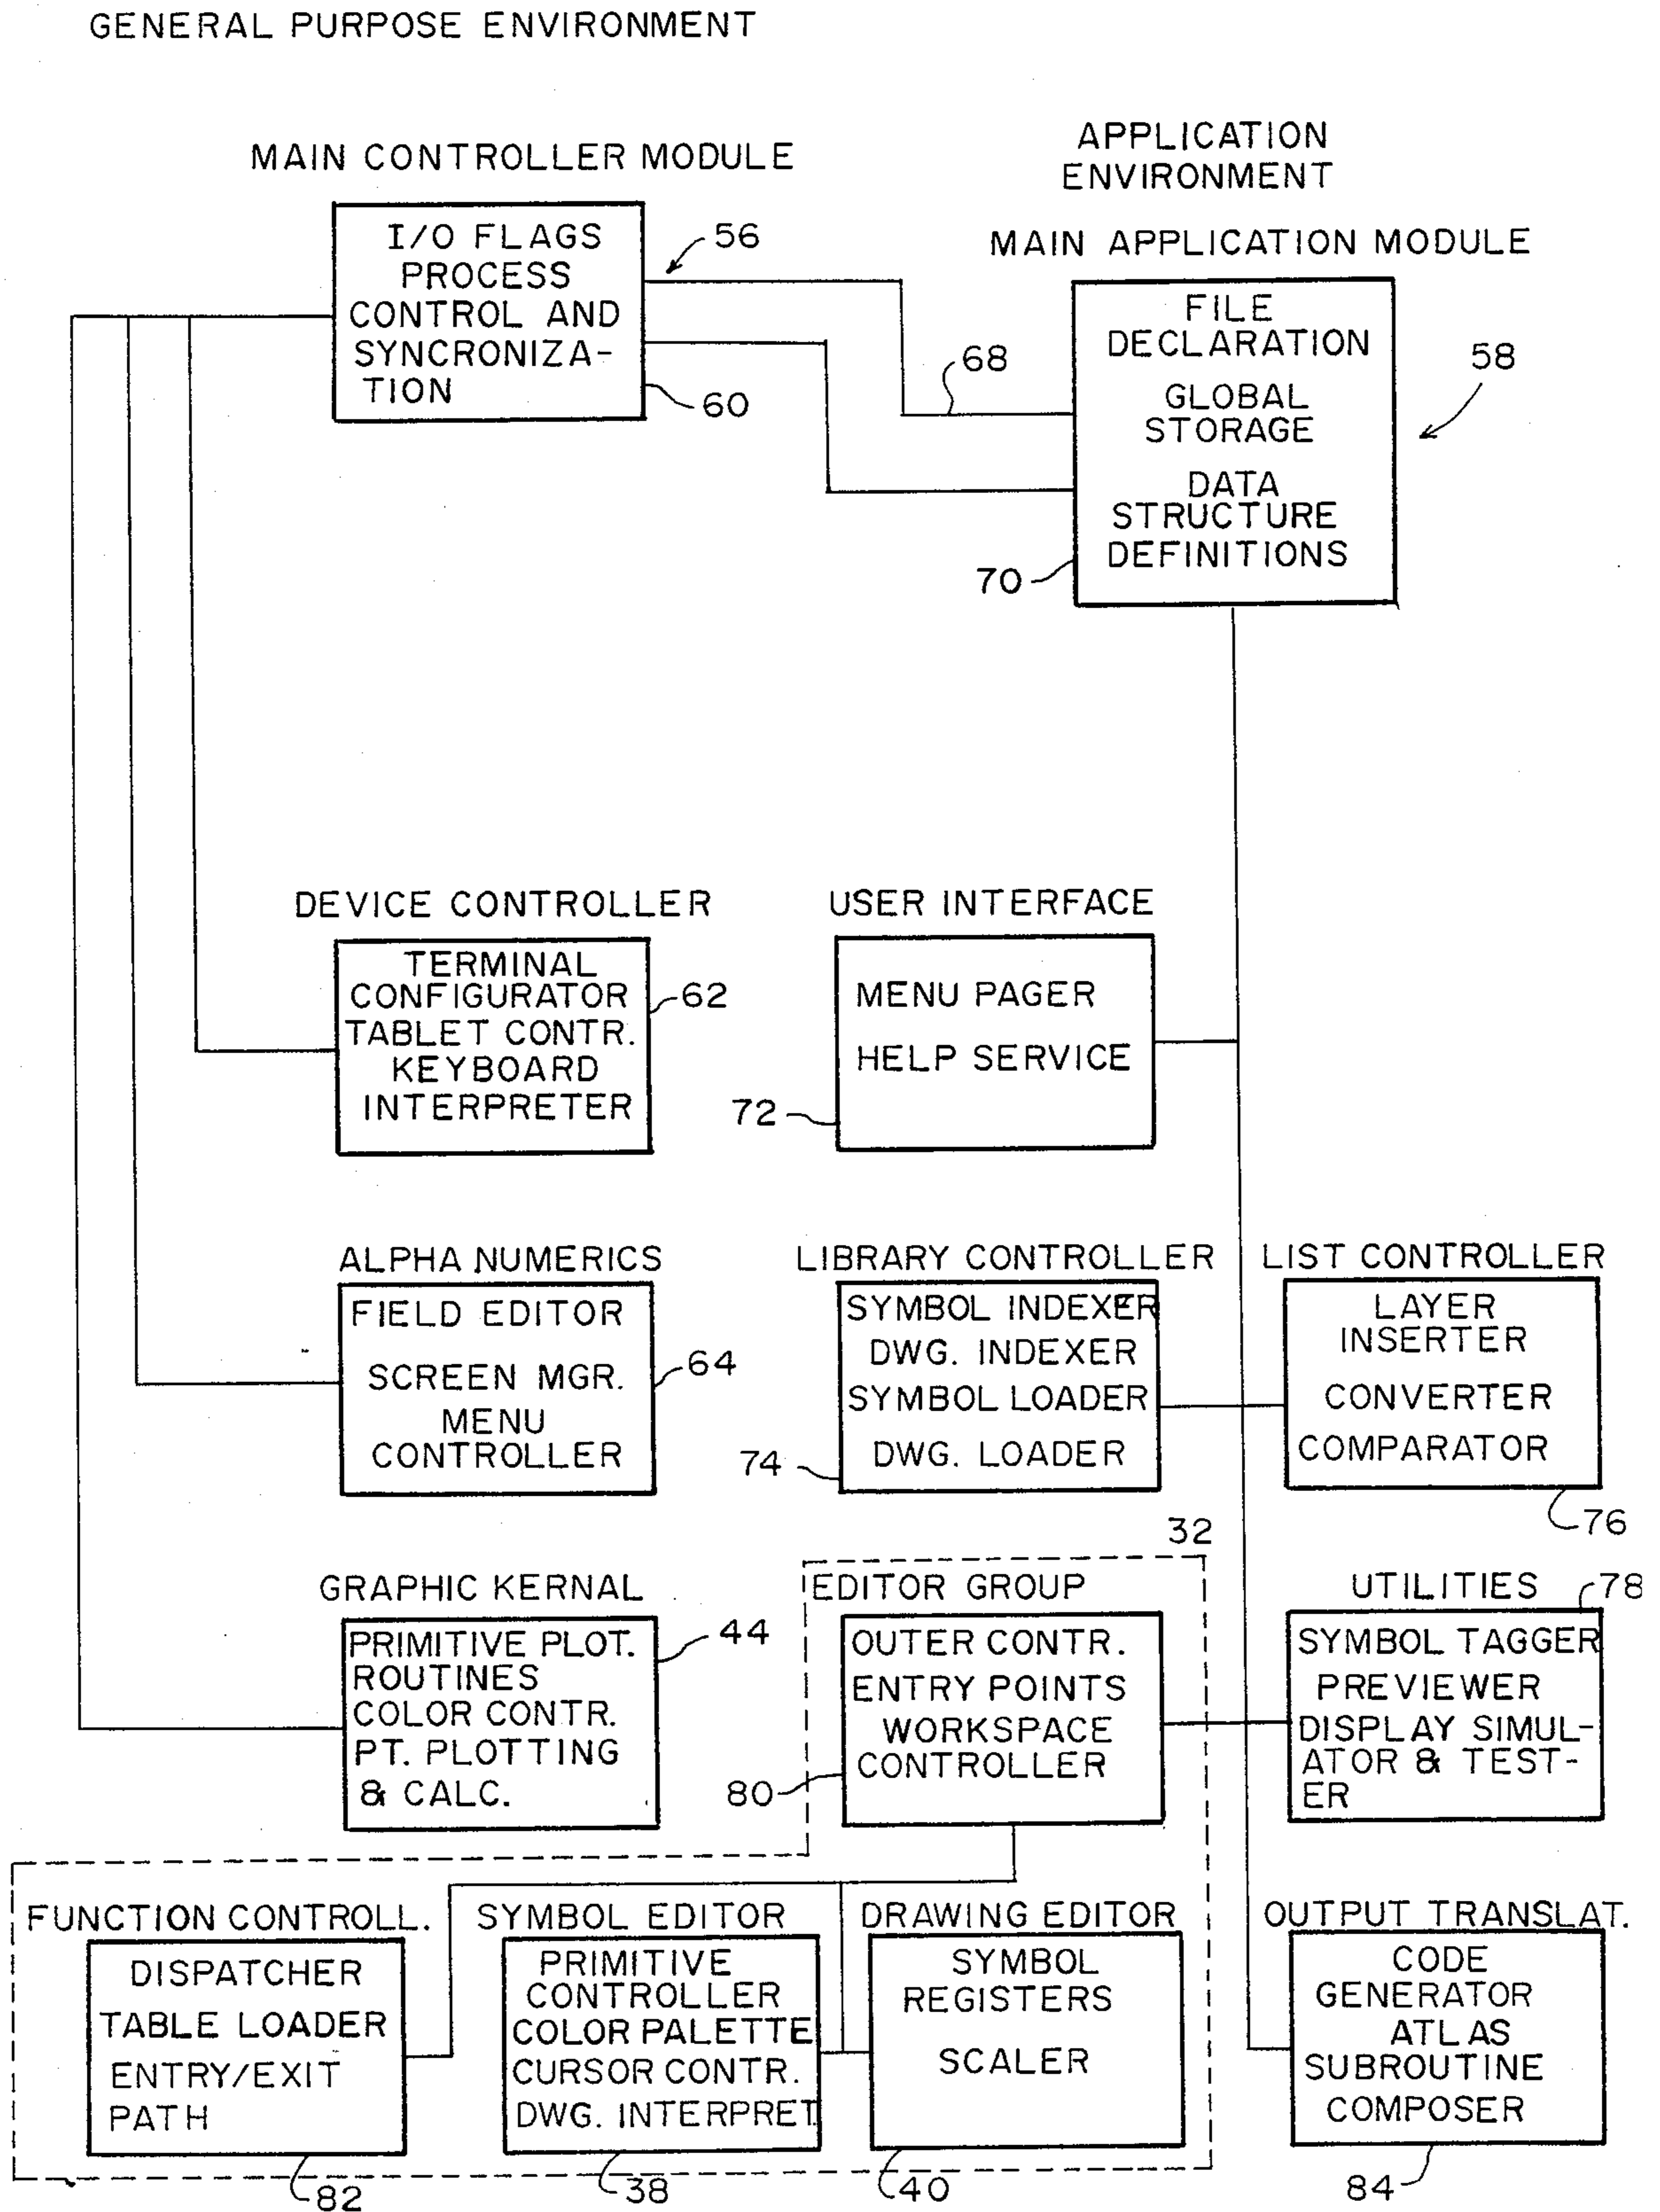 GENERAL PURPOSE ENVIRONMENT
MAIN CONTROLLER MODULE
I/O FLAGS
PROCESS
CONTROL AND
SYNCRONIZA-
TION
56
60
APPLICATION
ENVIRONMENT
MAIN APPLICATION MODULE
FILE
DECLARATION
GLOBAL
STORAGE
DATA
STRUCTURE
DEFINITIONS
68
58
70
DEVICE CONTROLLER
TERMINAL
CONFIGURATOR
TABLET CONTR.
KEYBOARD
INTERPRETER
62
USER INTERFACE
MENU PAGER
HELP SERVICE
72
ALPHA NUMERICS
FIELD EDITOR
SCREEN MGR.
MENU
CONTROLLER
64
LIBRARY CONTROLLER
SYMBOL INDEXER
DWG. INDEXER
SYMBOL LOADER
DWG. LOADER
74
LIST CONTROLLER
LAYER
INSERTER
CONVERTER
COMPARATOR
76
32
GRAPHIC KERNAL
PRIMITIVE PLOT.
ROUTINES
COLOR CONTR.
PT. PLOTTING
& CALC.
44
EDITOR GROUP
OUTER CONTR.
ENTRY POINTS
WORKSPACE
CONTROLLER
80
UTILITIES
78
SYMBOL TAGGER
PREVIEWER
DISPLAY SIMUL-
ATOR & TEST-
ER
FUNCTION CONTROLL.
DISPATCHER
TABLE LOADER
ENTRY/EXIT
PATH
82
SYMBOL EDITOR
PRIMITIVE
CONTROLLER
COLOR PALETTE
CURSOR CONTR.
DWG. INTERPRET
38
DRAWING EDITOR
SYMBOL
REGISTERS
SCALER
40
OUTPUT TRANSLAT.
CODE
GENERATOR
ATLAS
SUBROUTINE
COMPOSER
84